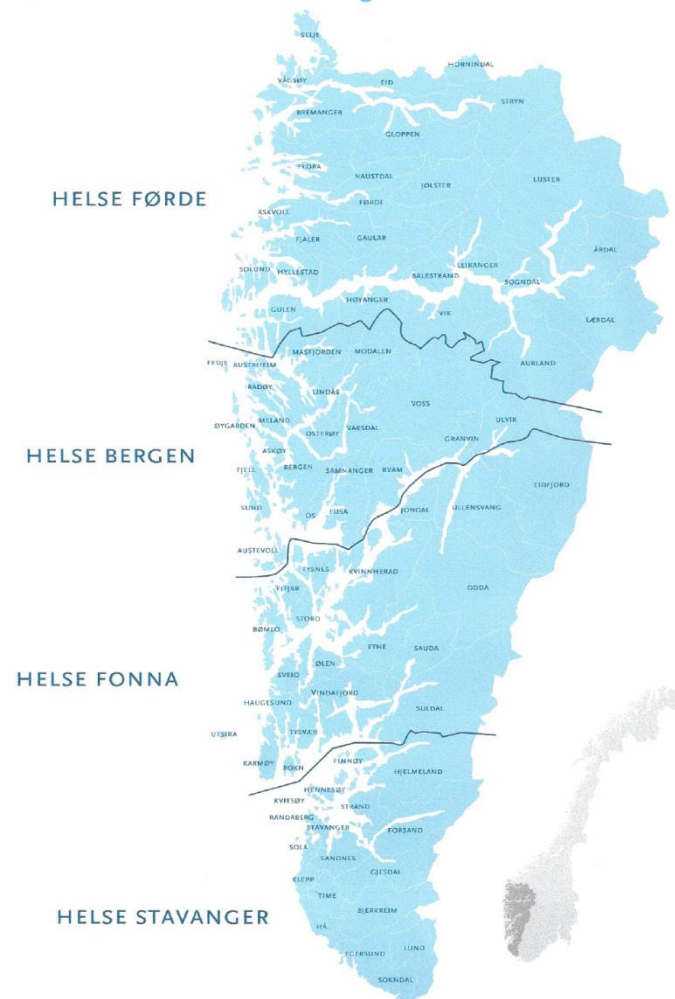 SELJE
HORNINDAL
VÅGSØY
EID
STRYN
BREMANGER
GLOPPEN
FLORA
NAUSTDAL
JØLSTER
LUSTER
HELSE FØRDE
FØRDE
ASKVOLL
FJALER
GAULAR
ÅRDAL
LEIKANGER
SOLUND
HYLLESTAD
BALESTRAND
SOGNDAL
HØYANGER
GULEN
VIK
LÆRDAL
MASFJORDEN
MODALEN
FEDJE
AUSTRHEIM
AURLAND
RADØY
LINDÅS
VOSS
MELAND
ULVIK
ØYGARDEN
OSTERØY
VAKSDAL
GRANVIN
ASKØY
HELSE BERGEN
FJELL
BERGEN
SAMNANGER
KVAM
EIDFJORD
SUND
OS
FUSA
JONDAL
ULLENSVANG
AUSTEVOLL
TYSNES
KVINNHERAD
FITJAR
ODDA
STORD
BØMLO
ETNE
SAUDA
ØLEN
SVEIO
HELSE FONNA
VINDAFJORD
HAUGESUND
SULDAL
UTSIRA
TYSVÆR
KARMØY
BOKN
FINNØY
HJELMELAND
RENNESØY
KVITSØY
STRAND
RANDABERG
STAVANGER
FORSAND
SOLA
SANDNES
GJESDAL
KLEPP
TIME
BJERKREIM
HELSE STAVANGER
HÅ
EGERSUND
LUND
SOKNDAL